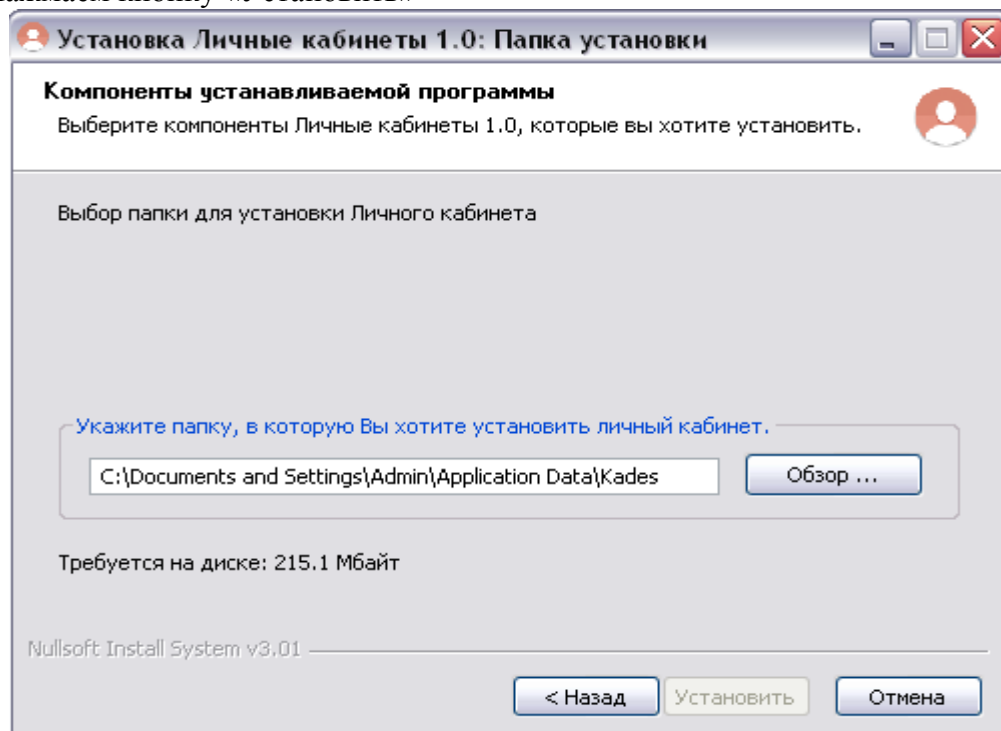 Установка Личные кабинеты 1.0: Папка установки
Компоненты устанавливаемой программы
Выберите компоненты Личные кабинеты 1.0, которые вы хотите установить.
Выбор папки для установки Личного кабинета
Укажите папку, в которую Вы хотите установить личный кабинет.
C:\Documents and Settings\Admin\Application Data\Kades
Обзор ...
Требуется на диске: 215.1 Мбайт
Nullsoft Install System v3.01
< Назад
Установить
Отмена